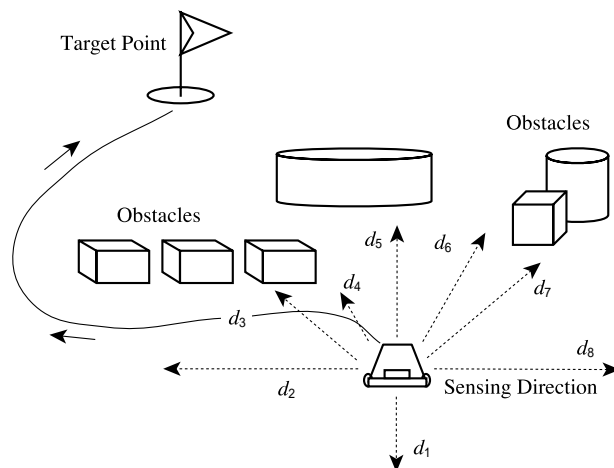 Target Point
Obstacles
Obstacles
d5
d6
d4
d7
d3
d8
d2
Sensing Direction
d1